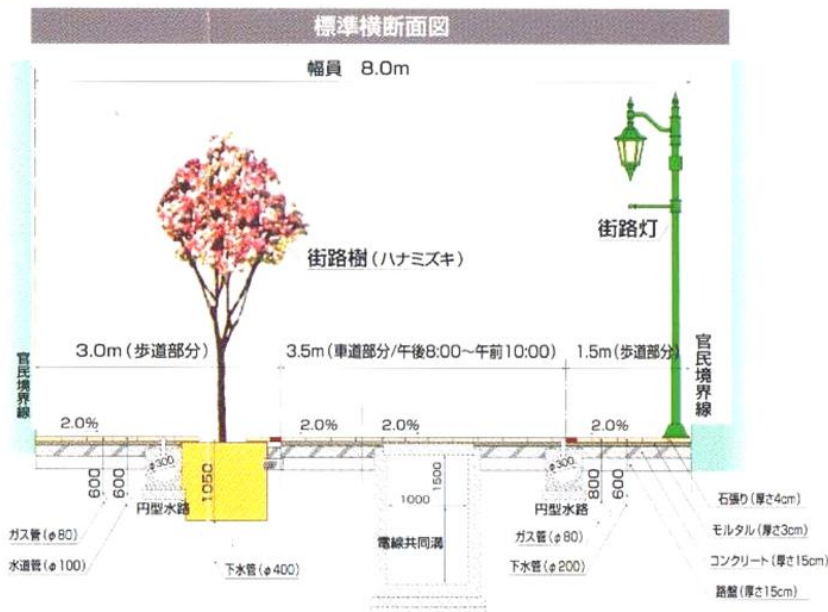 標準横断面図
幅員 8.0m
街路樹(ハナミズキ)
街路灯
3.0m(歩道部分)
3.5m(車道部分/午後8:00～午前10:00)
1.5m(歩道部分)
官民境界線
官民境界線
2.0%
2.0%
2.0%
2.0%
600
600
φ300
1050
1000
1500
φ300
800
600
円型水路
電線共同溝
円型水路
ガス管(φ80)
水道管(φ100)
下水管(φ400)
ガス管(φ80)
下水管(φ200)
石張り(厚さ4cm)
モルタル(厚さ3cm)
コンクリート(厚さ15cm)
路盤(厚さ15cm)